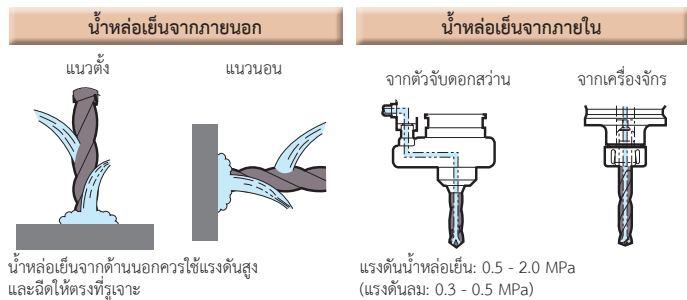 น้ำหล่อเย็นจากภายนอก
แนวตั้ง
แนวนอน
น้ำหล่อเย็นจากด้านนอกควรใช้แรงดันสูง
และฉีดให้ตรงที่รูเจาะ
น้ำหล่อเย็นจากภายใน
จากตัวจับดอกสว่าน
จากเครื่องจักร
แรงดันน้ำหล่อเย็น: 0.5 - 2.0 MPa
(แรงดันลม: 0.3 - 0.5 MPa)